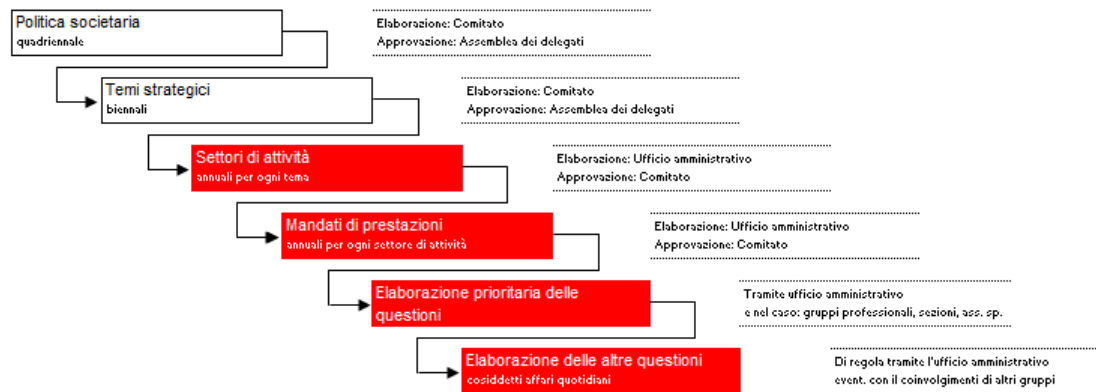 Politica societaria
quadriennale
Elaborazione: Comitato
Approvazione: Assemblea dei delegati
Temi strategici
biennali
Elaborazione: Comitato
Approvazione: Assemblea dei delegati
Settori di attività
annuali per ogni tema
Elaborazione: Ufficio amministrativo
Approvazione: Comitato
Mandati di prestazioni
annuali per ogni settore di attività
Elaborazione: Ufficio amministrativo
Approvazione: Comitato
Elaborazione prioritaria delle
questioni
Tramite ufficio amministrativo
e nel caso: gruppi professionali, sezioni, ass. sp.
Elaborazione delle altre questioni
cosiddetti affari quotidiani
Di regola tramite l'ufficio amministrativo
event. con il coinvolgimenti di altri gruppi